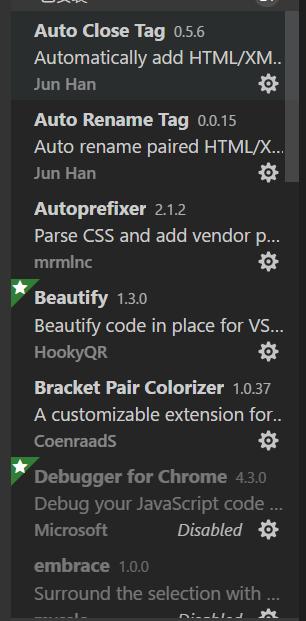 Auto Close Tag 0.5.6
Automatically add HTML/XM...
Jun Han
Auto Rename Tag 0.0.15
Auto rename paired HTML/X...
Jun Han
Autoprefixer 2.1.2
Parse CSS and add vendor p...
mrmlnc
Beautify 1.3.0
Beautify code in place for VS...
HookyQR
Bracket Pair Colorizer 1.0.37
A customizable extension for...
CoenraadS
Debugger for Chrome 4.3.0
Debug your JavaScript code ...
Microsoft Disabled
embrace 1.0.0
Surround the selection with ...
Disabled